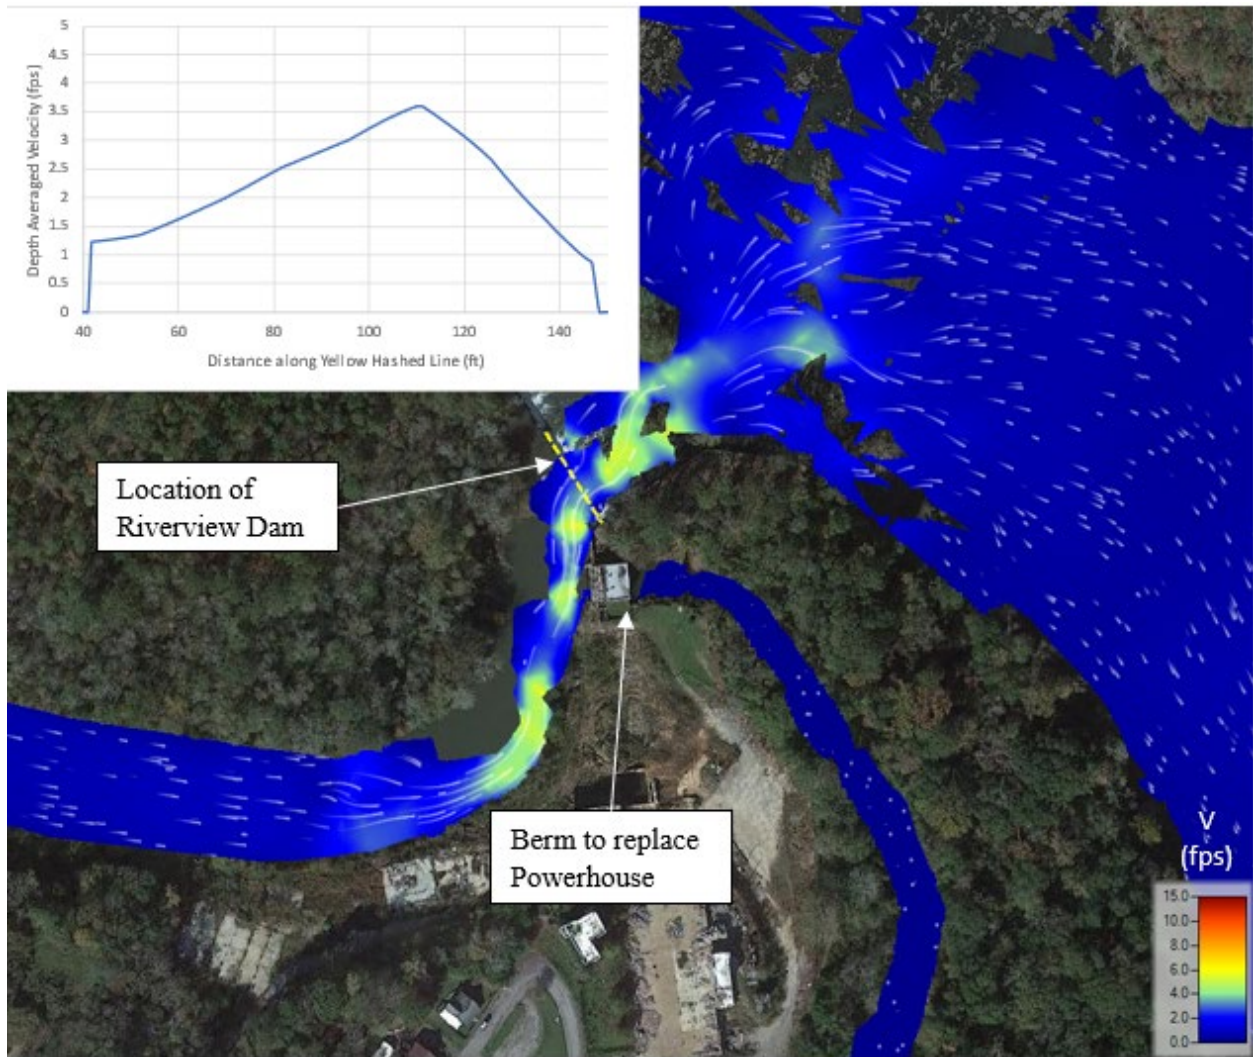 5
4.5
4
3.5
3
2.5
2
1.5
1
0.5
0
Depth Averaged Velocity (fps)
40 60 80 100 120 140
Distance along Yellow Hashed Line (ft)
Location of
Riverview Dam
Berm to replace
Powerhouse
V
(fps)
15.0
10.0
8.0
6.0
4.0
2.0
0.0